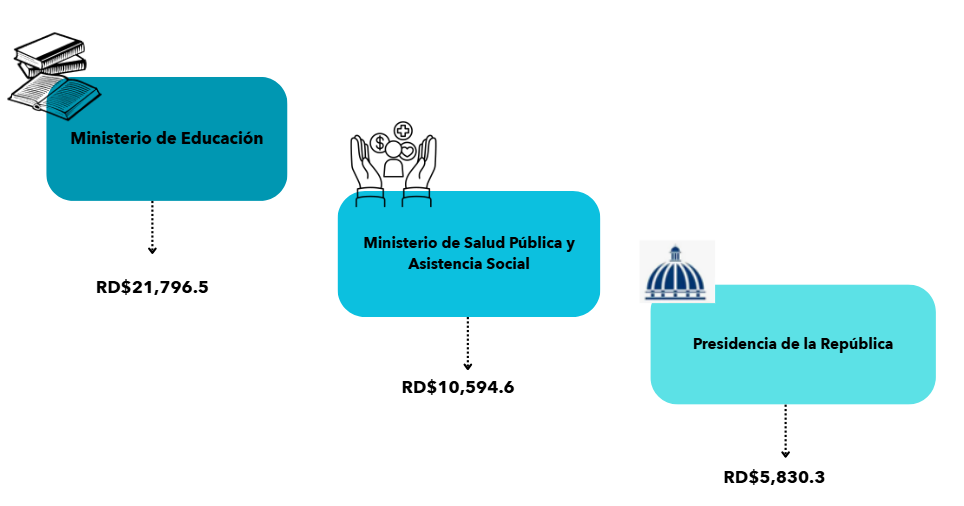 Ministerio de Educación
RD$21,796.5
Ministerio de Salud Pública y
Asistencia Social
RD$10,594.6
Presidencia de la República
RD$5,830.3